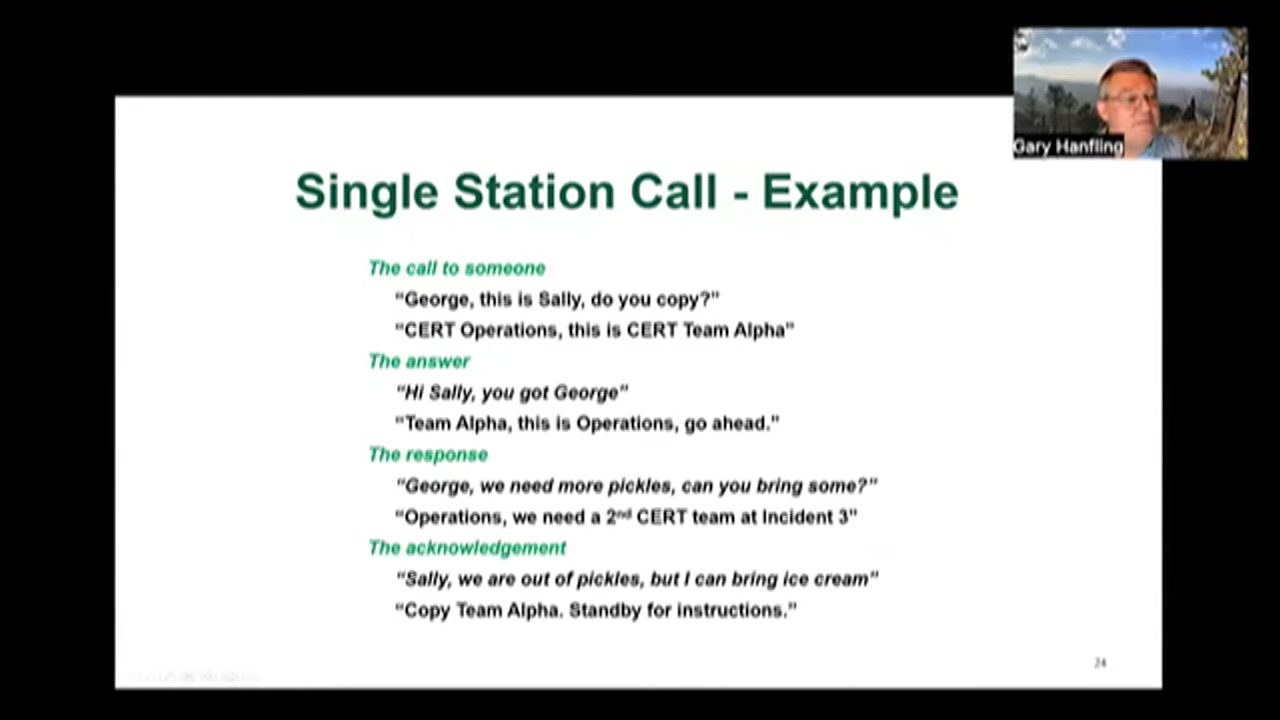 Gary Hanfling
Single Station Call - Example
The call to someone
“George, this is Sally, do you copy?”
“CERT Operations, this is CERT Team Alpha”
The answer
“Hi Sally, you got George”
“Team Alpha, this is Operations, go ahead.”
The response
“George, we need more pickles, can you bring some?”
“Operations, we need a 2nd CERT team at Incident 3”
The acknowledgement
“Sally, we are out of pickles, but I can bring ice cream”
“Copy Team Alpha. Standby for instructions.”
24